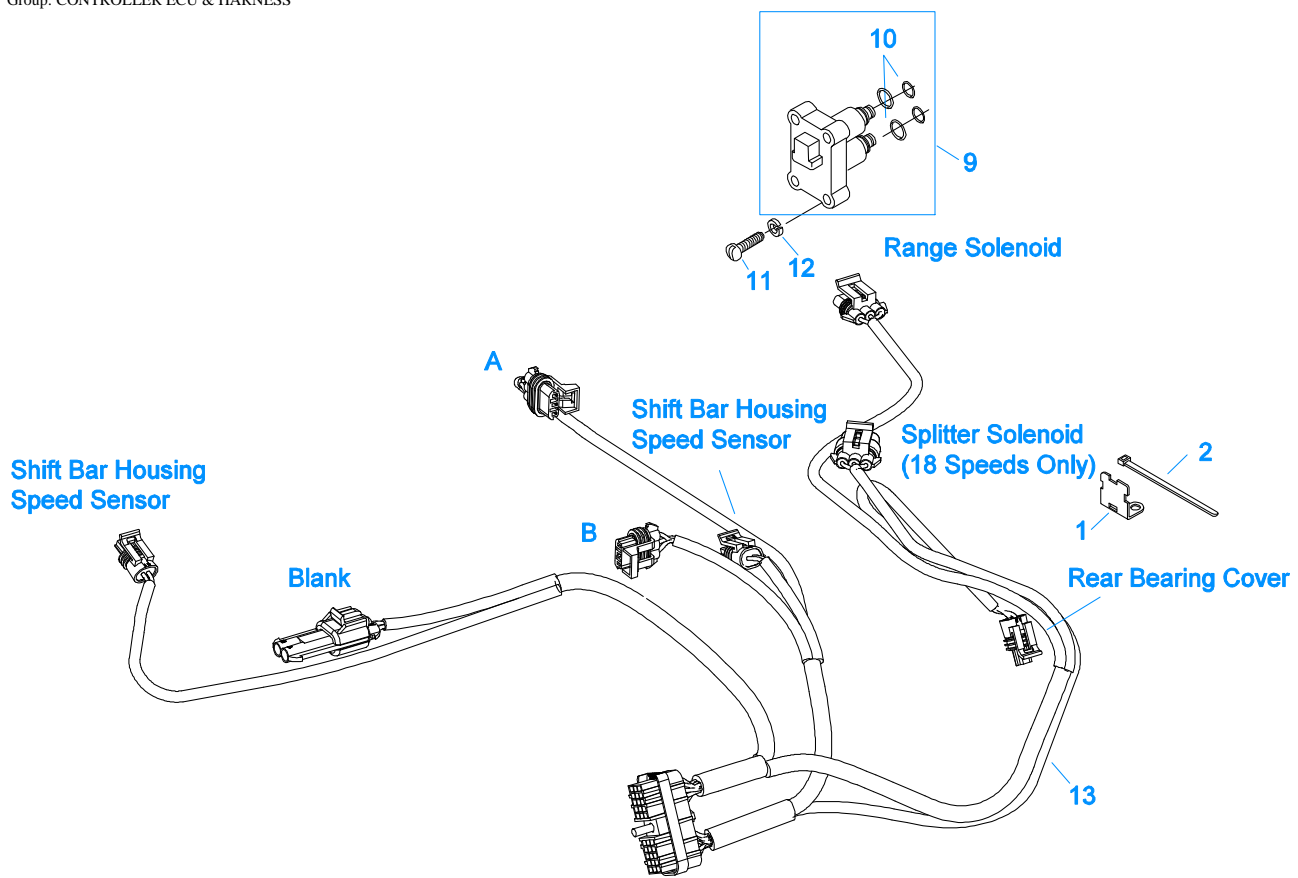 Group: CONTROLLER ECU & HARNESS
10
9
11
12
Range Solenoid
A
Shift Bar Housing
Speed Sensor
Splitter Solenoid
(18 Speeds Only)
2
1
Shift Bar Housing
Speed Sensor
B
Blank
Rear Bearing Cover
13